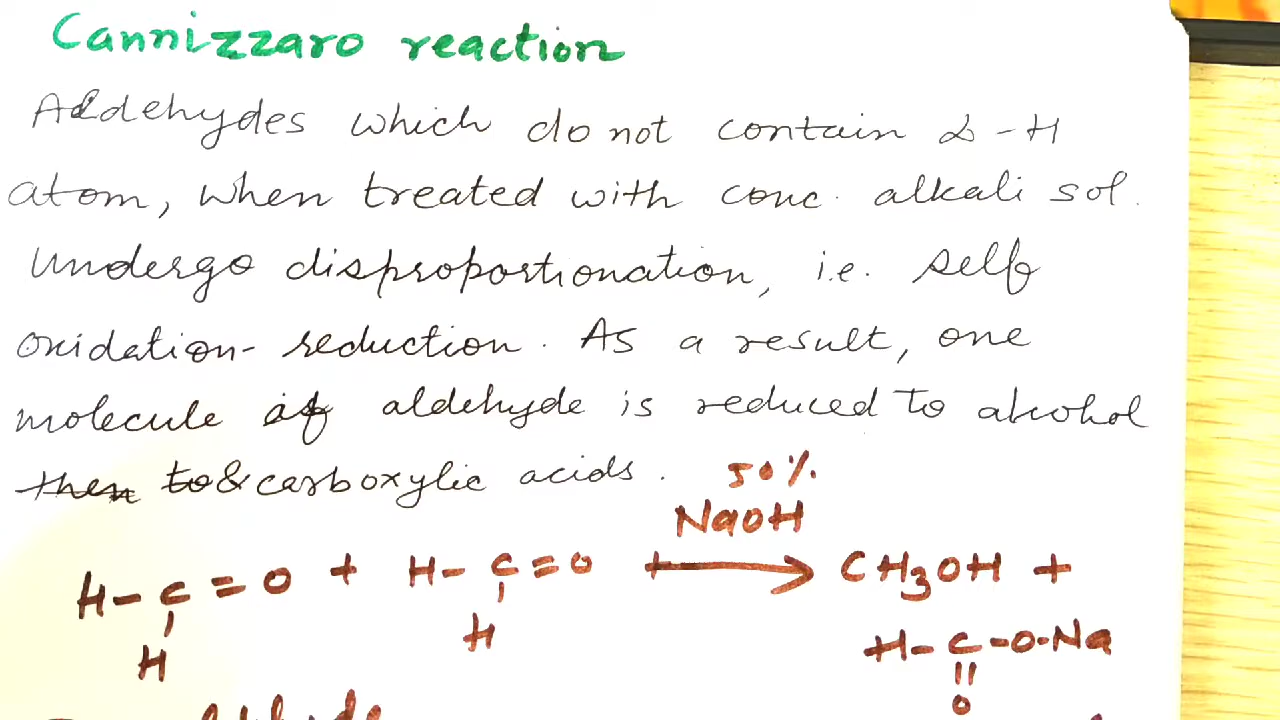 Cannizzaro reaction
Aldehydes which do not contain α-H
atom, when treated with conc. alkali sol.
Undergo disproportionation, i.e. self
oxidation-reduction. As a result, one
molecule of aldehyde is reduced to alcohol
then to & carboxylic acids.
50%
NaOH
H-C=O + H-C=O + → CH3OH +
H H H-C-O-Na
O